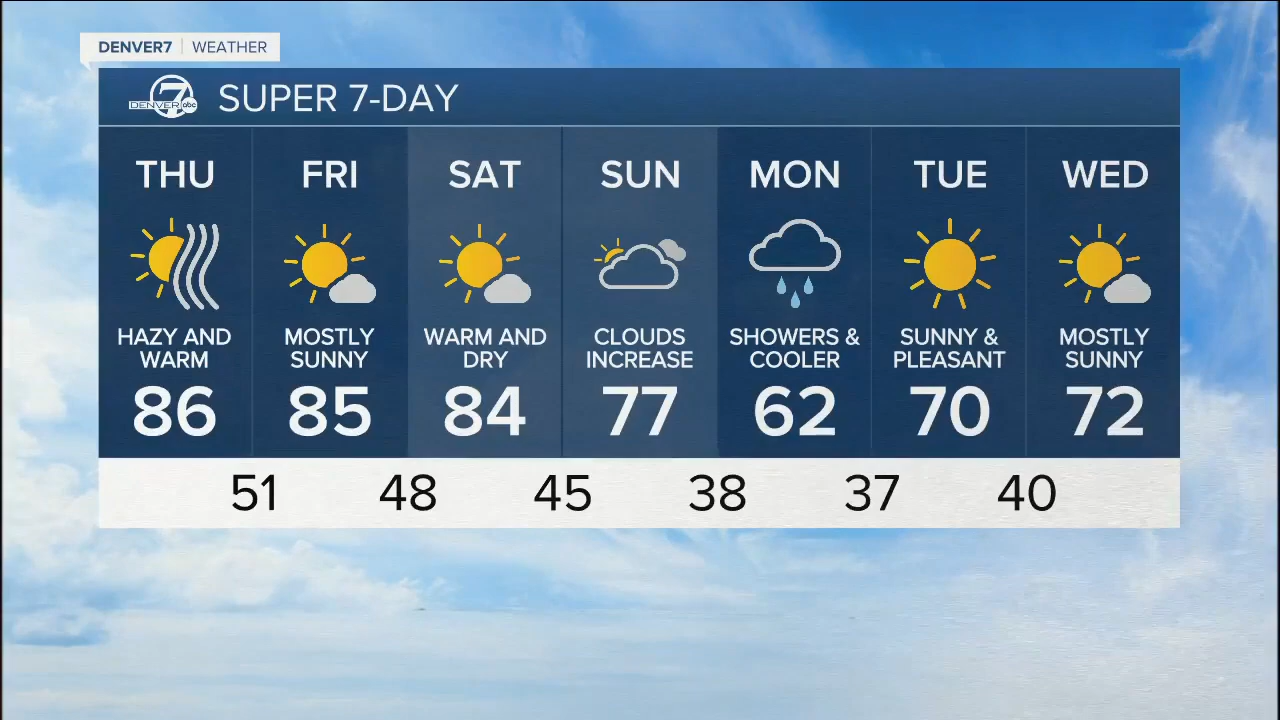 DENVER7 | WEATHER
7
DENVER abc
SUPER 7-DAY
THU
FRI
SAT
SUN
MON
TUE
WED
HAZY AND
WARM
MOSTLY
SUNNY
WARM AND
DRY
CLOUDS
INCREASE
SHOWERS &
COOLER
SUNNY &
PLEASANT
MOSTLY
SUNNY
86
85
84
77
62
70
72
51
48
45
38
37
40